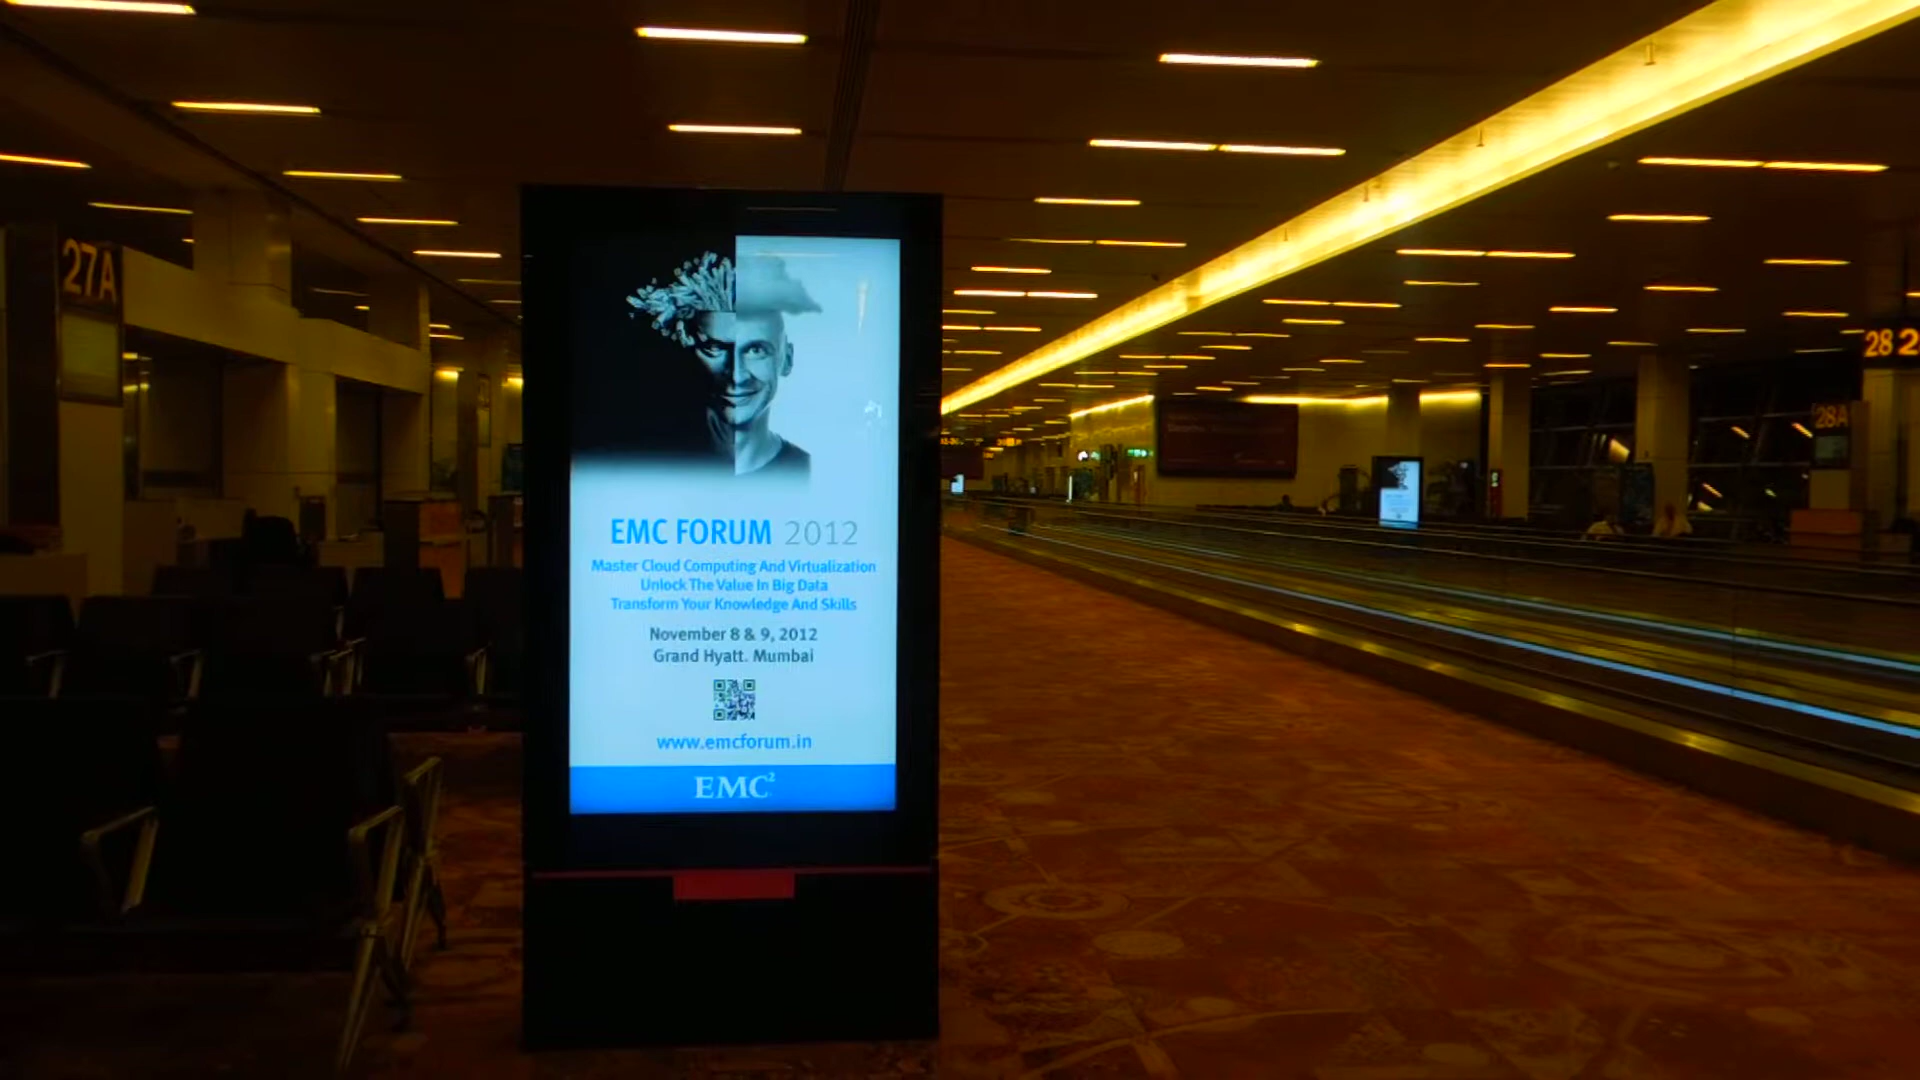 27A
EMC FORUM 2012
Master Cloud Computing And Virtualization
Unlock The Value In Big Data
Transform Your Knowledge And Skills
November 8 & 9, 2012
Grand Hyatt. Mumbai
www.emcforum.in
EMC²
28 2
28A